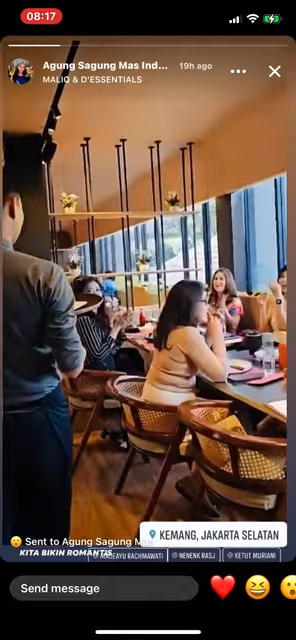 08:17
Agung Sagung Mas Ind... 19h ago
MALIQ & D'ESSENTIALS
KEMANG, JAKARTA SELATAN
😮 Sent to Agung Sagung M
KITA BIKIN ROMANTIS
RACHMAWATI @ NENENK RASJ @ KETUT MURIANI
Send message